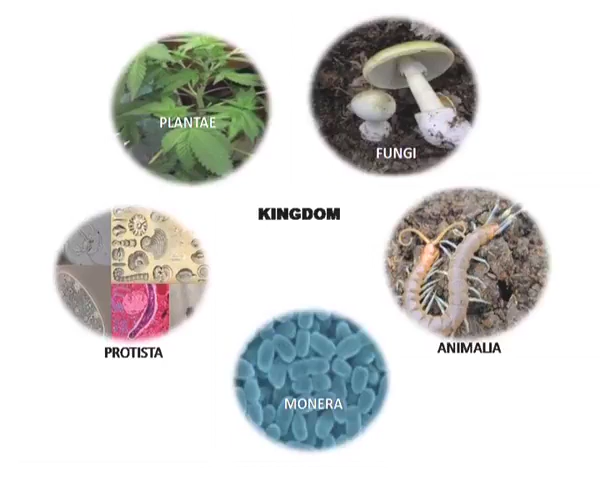 PLANTAE
FUNGI
KINGDOM
PROTISTA
ANIMALIA
MONERA